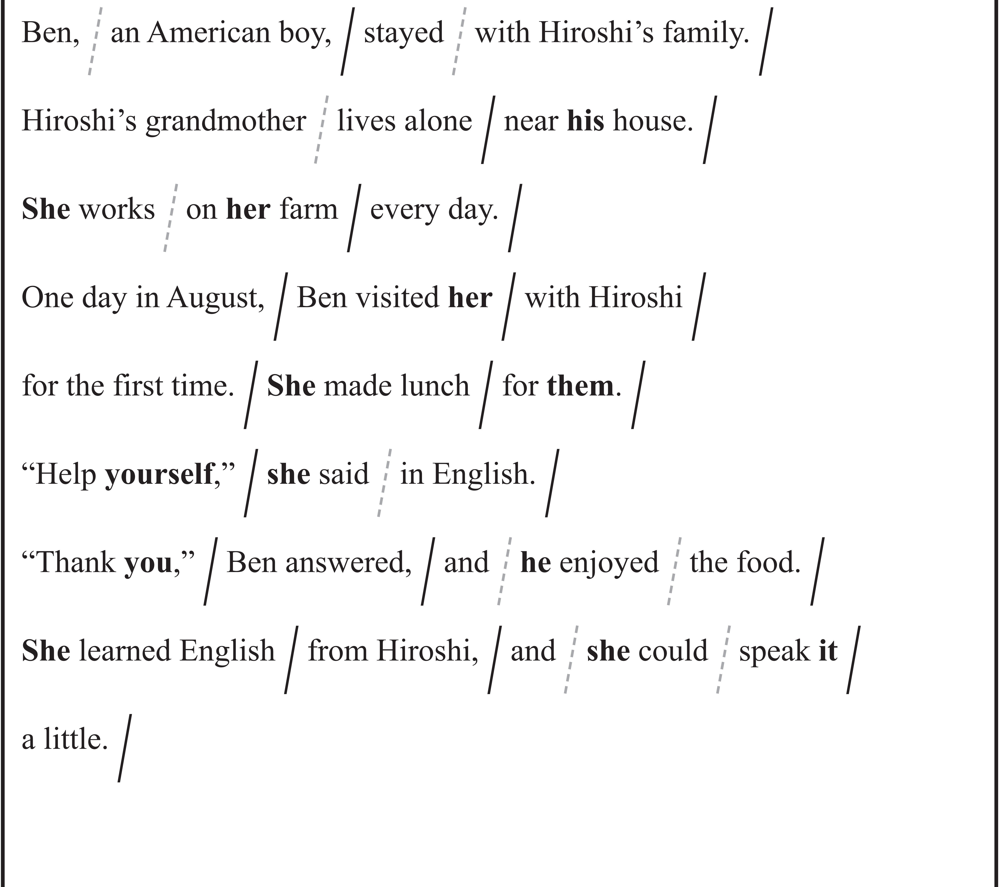 Ben, / an American boy, / stayed / with Hiroshi’s family. /
Hiroshi’s grandmother / lives alone / near his house. /
She works / on her farm / every day. /
One day in August, / Ben visited her / with Hiroshi /
for the first time. / She made lunch / for them. /
“Help yourself,” / she said / in English. /
“Thank you,” / Ben answered, / and / he enjoyed / the food. /
She learned English / from Hiroshi, / and / she could / speak it /
a little. /